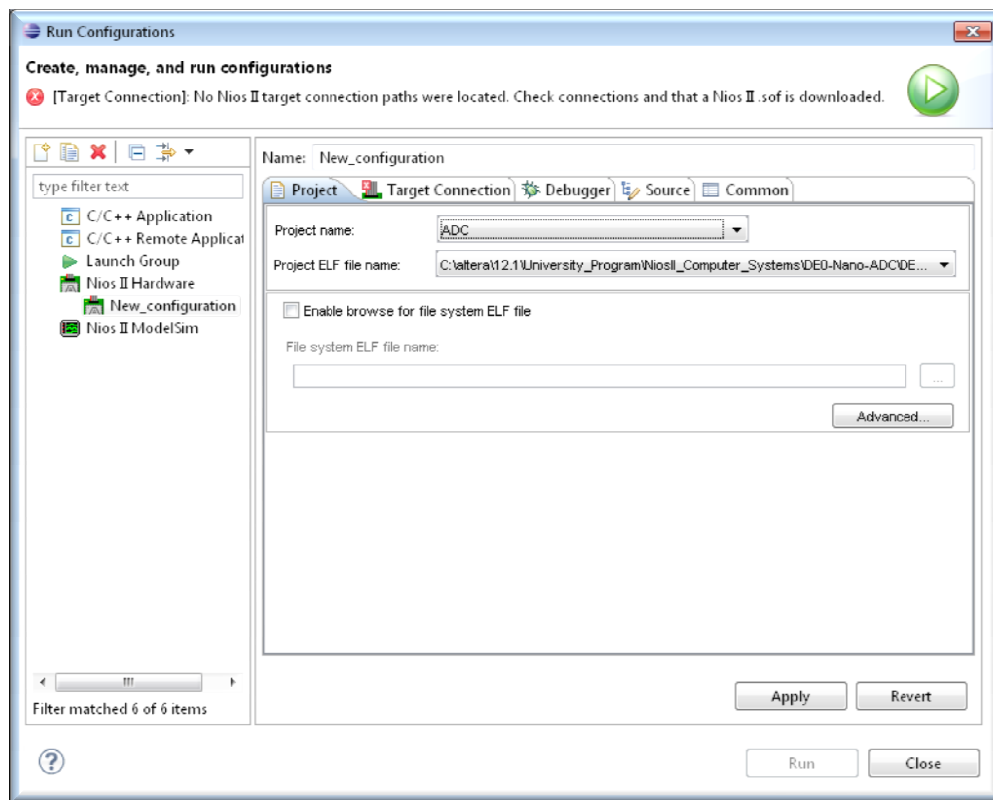 Run Configurations
Create, manage, and run configurations
[Target Connection]: No Nios II target connection paths were located. Check connections and that a Nios II .sof is downloaded.
Name: New_configuration
type filter text
Project Target Connection Debugger Source Common
C/C++ Application
C/C++ Remote Applicat
Launch Group
Nios II Hardware
New_configuration
Nios II ModelSim
Project name: ADC
Project ELF file name: C:\altera\12.1\University_Program\NiosII_Computer_Systems\DE0-Nano-ADC\DE...
Enable browse for file system ELF file
File system ELF file name:
...
Advanced...
Filter matched 6 of 6 items
Apply Revert
Run Close